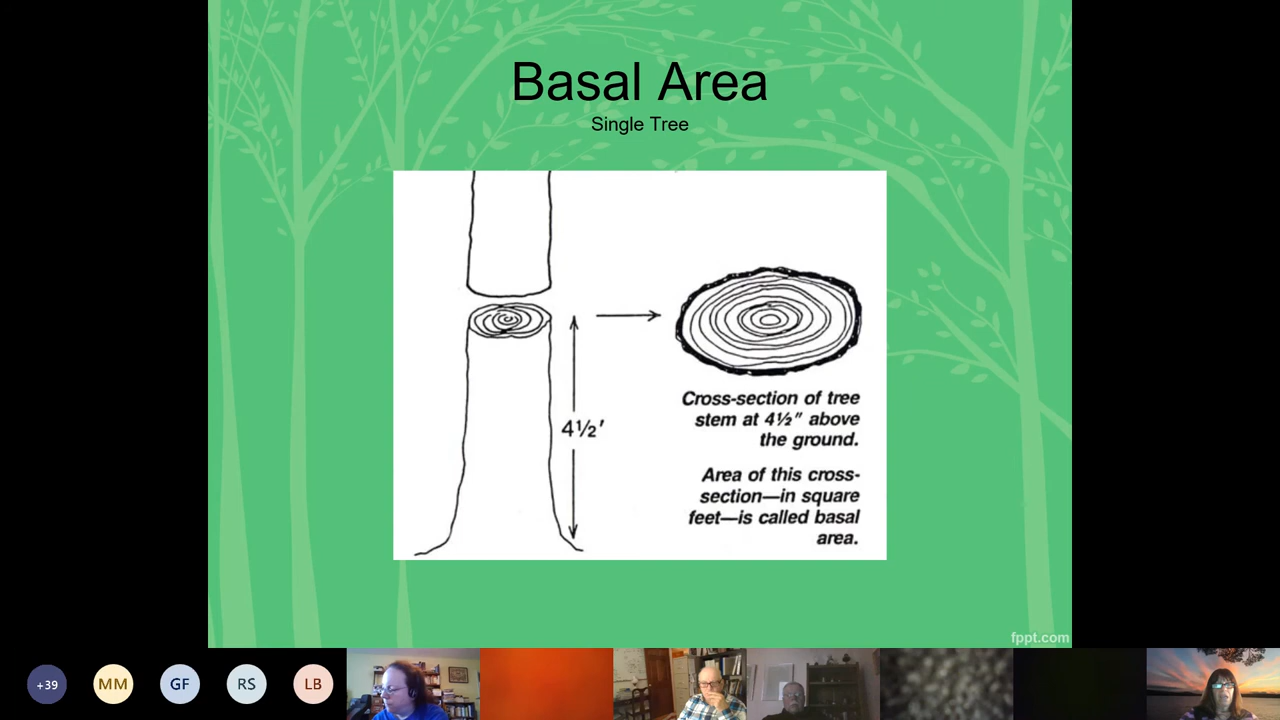 Basal Area
Single Tree
4½'
Cross-section of tree
stem at 4½" above
the ground.
Area of this cross-
section—in square
feet—is called basal
area.
fppt.com
+39
MM
GF
RS
LB